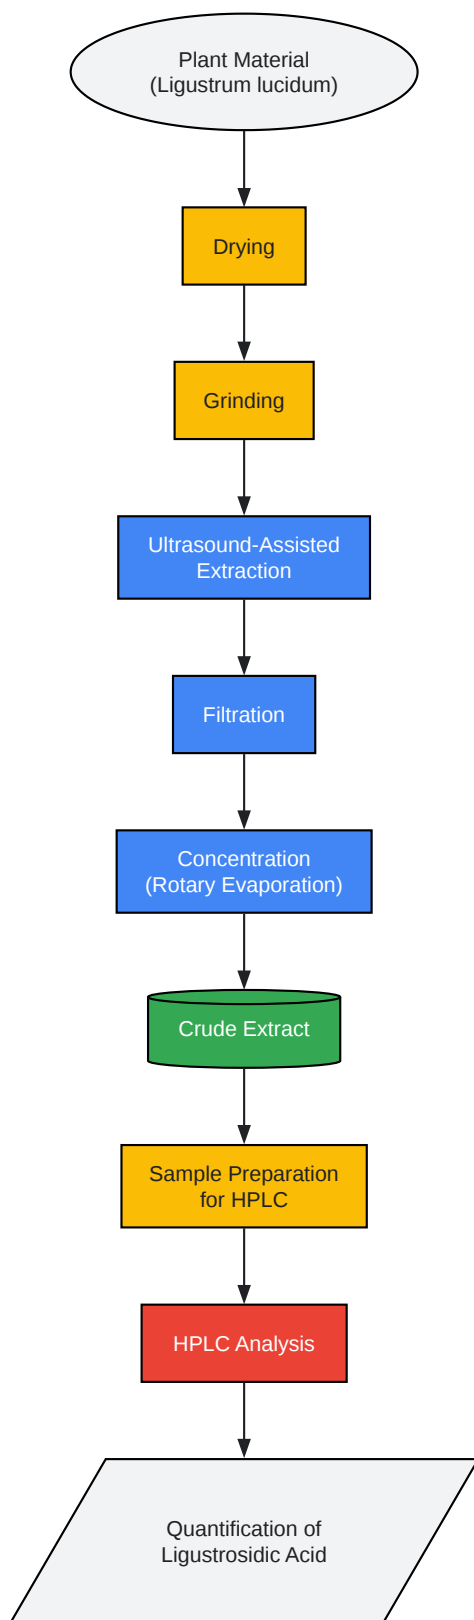 Plant Material
(Ligustrum lucidum)
Drying
Grinding
Ultrasound-Assisted
Extraction
Filtration
Concentration
(Rotary Evaporation)
Crude Extract
Sample Preparation
for HPLC
HPLC Analysis
Quantification of
Ligustrosidic Acid